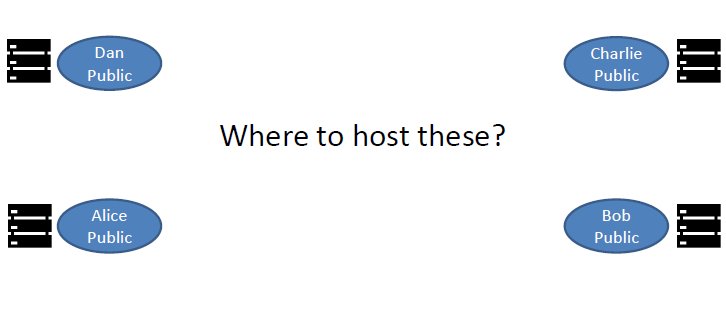 Dan
Public
Charlie
Public
Where to host these?
Alice
Public
Bob
Public